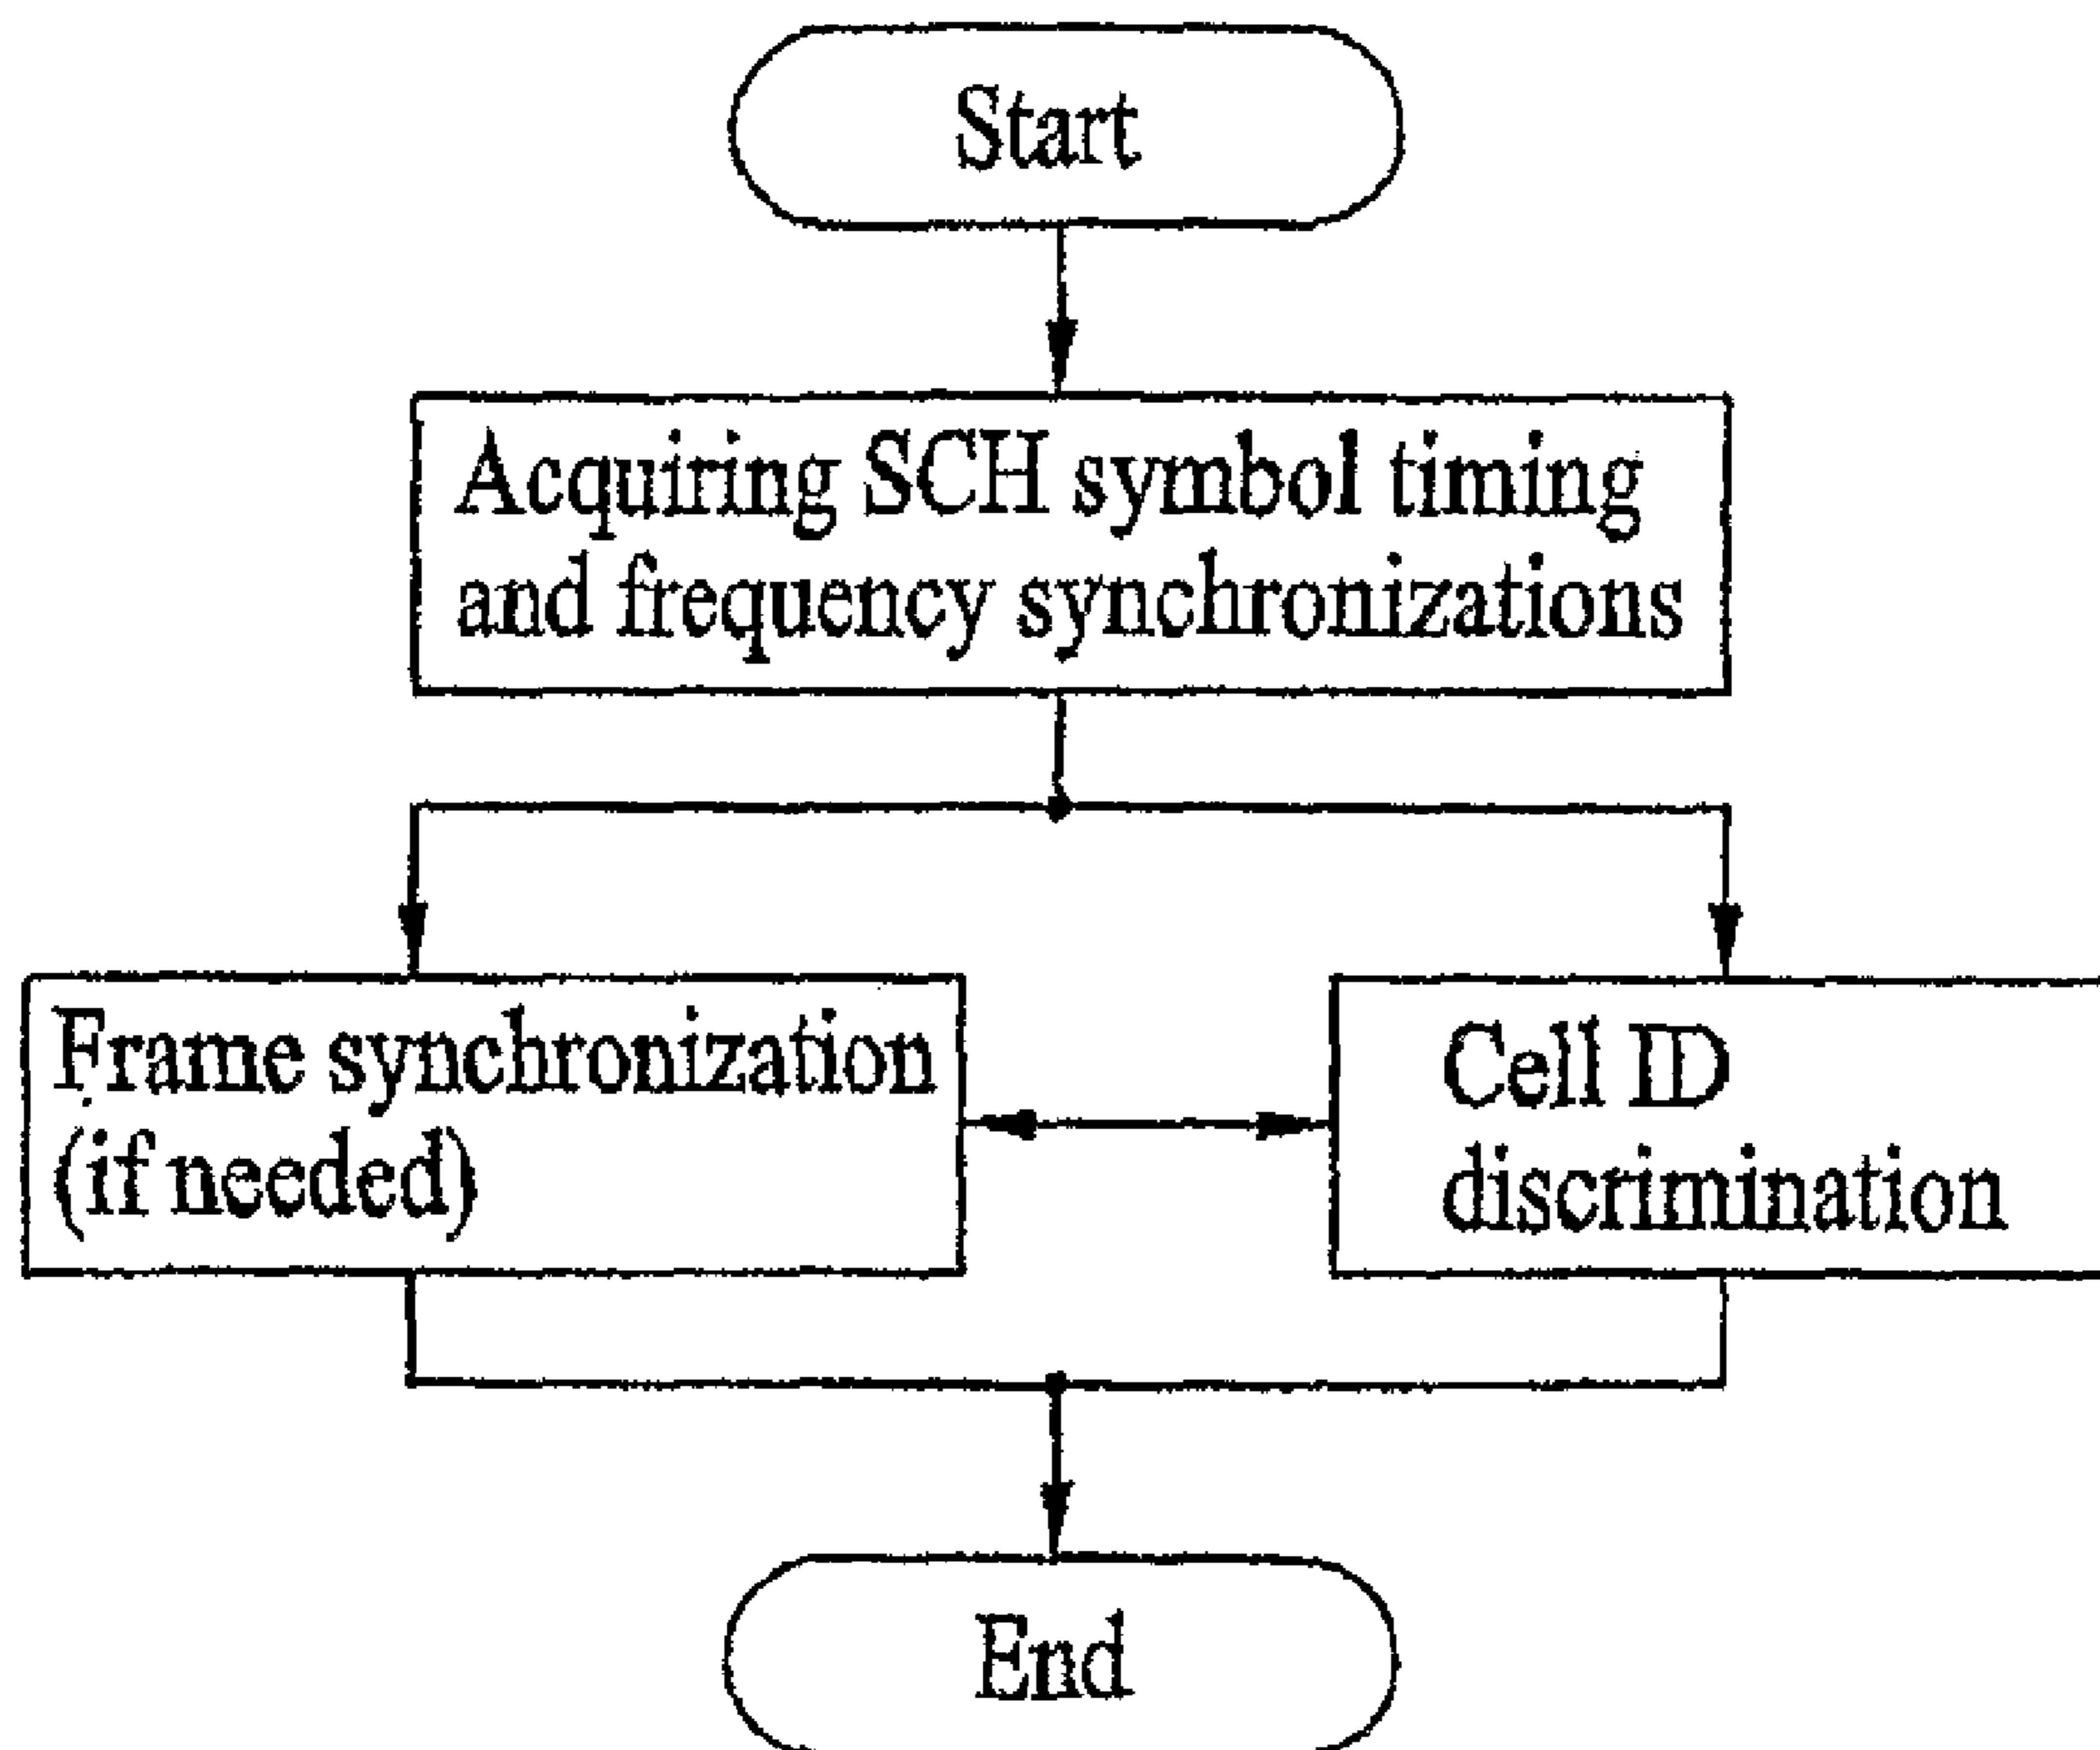 Start
Acquiring SCH symbol timing
and frequency synchronizations
Frame synchronization
(if needed)
Cell ID
discrimination
End